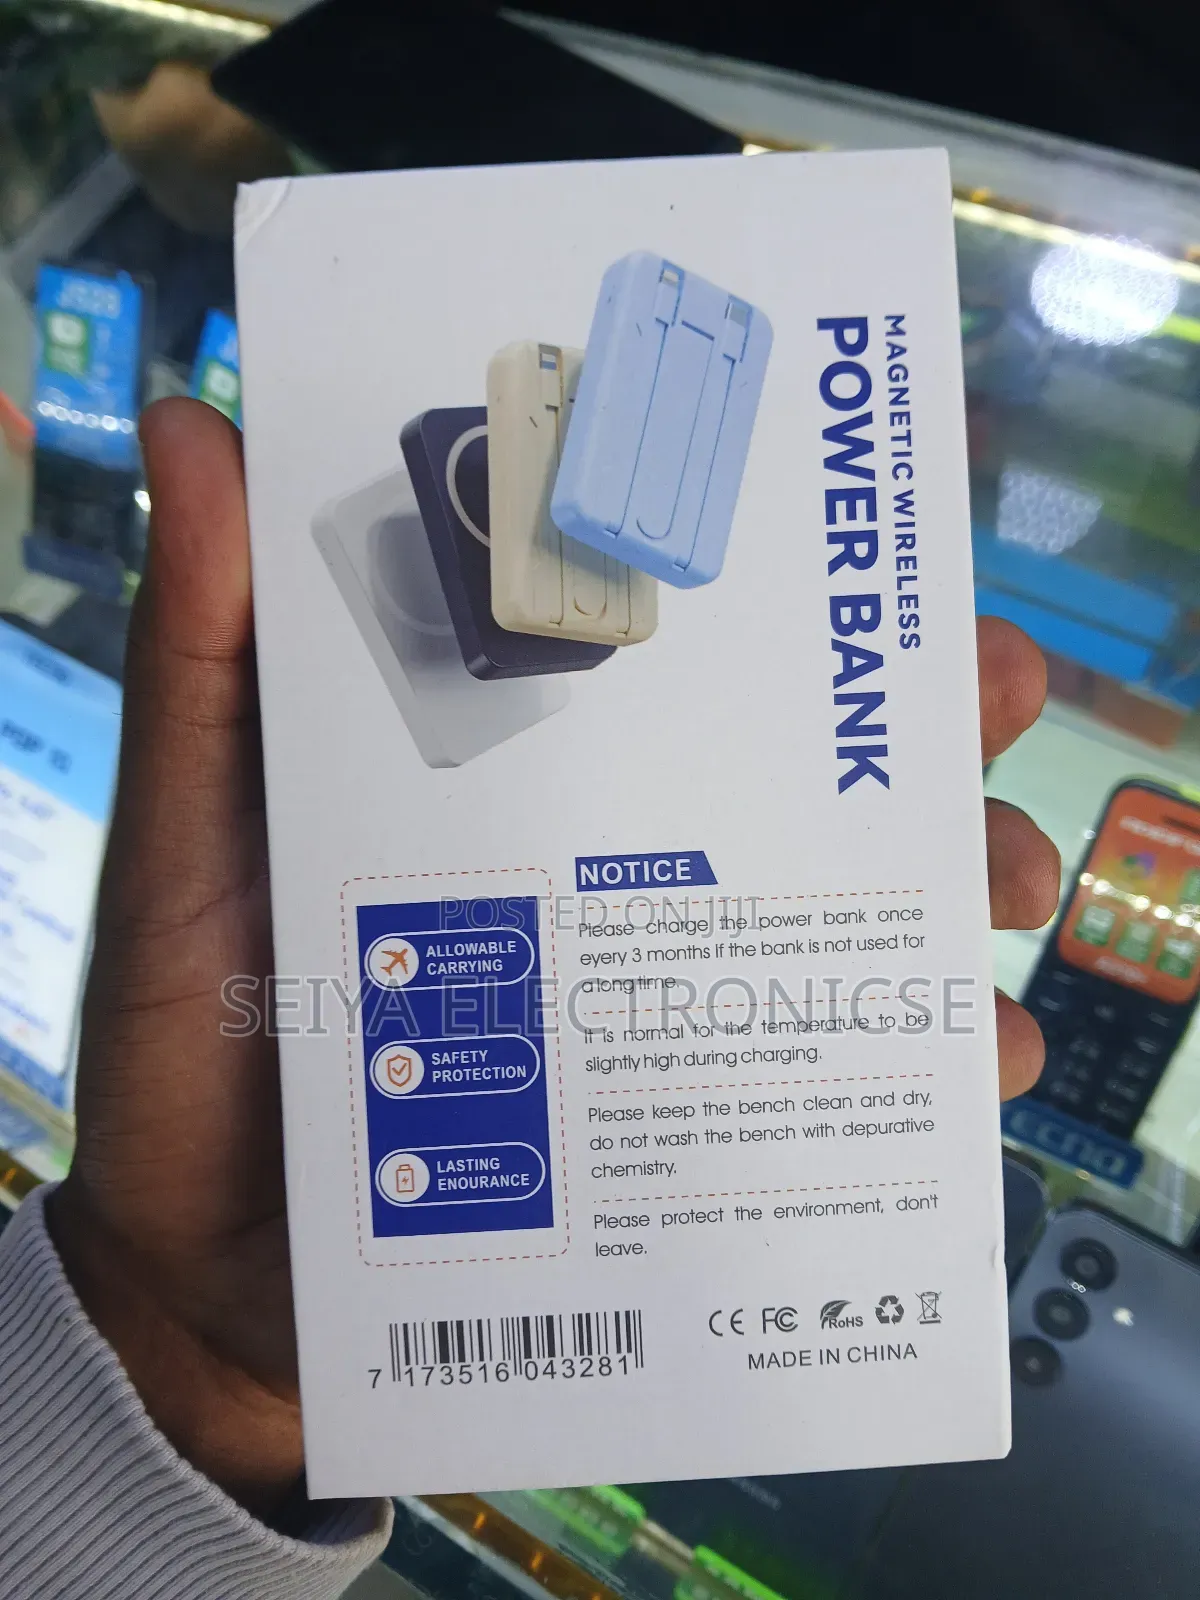 MAGNETIC WIRELESS
POWER BANK
NOTICE
Please charge the power bank once
eyery 3 months if the bank is not used for
a long time.
It is normal for the temperature to be
slightly high during charging.
Please keep the bench clean and dry,
do not wash the bench with depurative
chemistry.
Please protect the environment, don't
leave.
ALLOWABLE
CARRYING
SAFETY
PROTECTION
LASTING
ENOURANCE
POSTED ON JIJI
SEIYA ELECTRONICSE
7 173516 043281
CE FC RoHS
MADE IN CHINA